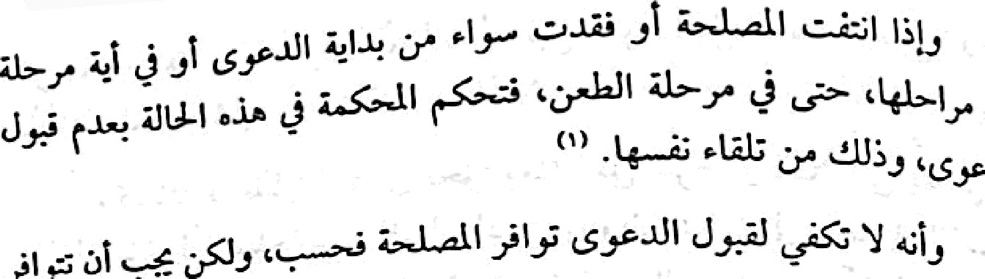 وإذا انتفت المصلحة أو فقدت سواء من بداية الدعوى أو في أية مرحلة
مراحلها، حتى في مرحلة الطعن، فتحكم المحكمة في هذه الحالة بعدم قبول
عوى، وذلك من تلقاء نفسها. (١)
وأنه لا تكفي لقبول الدعوى توافر المصلحة فحسب، ولكن يجب أن تتوافر